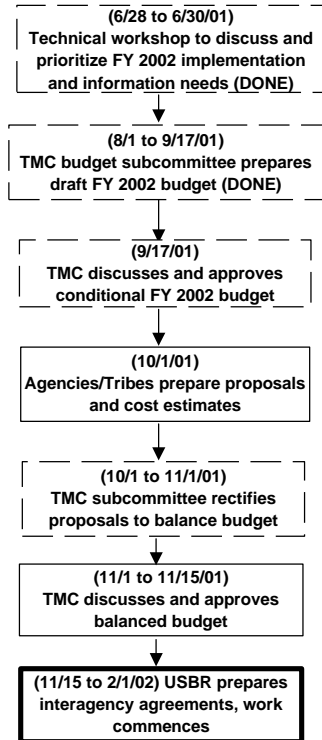 (6/28 to 6/30/01)
Technical workshop to discuss and
prioritize FY 2002 implementation
and information needs (DONE)
(8/1 to 9/17/01)
TMC budget subcommittee prepares
draft FY 2002 budget (DONE)
(9/17/01)
TMC discusses and approves
conditional FY 2002 budget
(10/1/01)
Agencies/Tribes prepare proposals
and cost estimates
(10/1 to 11/1/01)
TMC subcommittee rectifies
proposals to balance budget
(11/1 to 11/15/01)
TMC discusses and approves
balanced budget
(11/15 to 2/1/02) USBR prepares
interagency agreements, work
commences